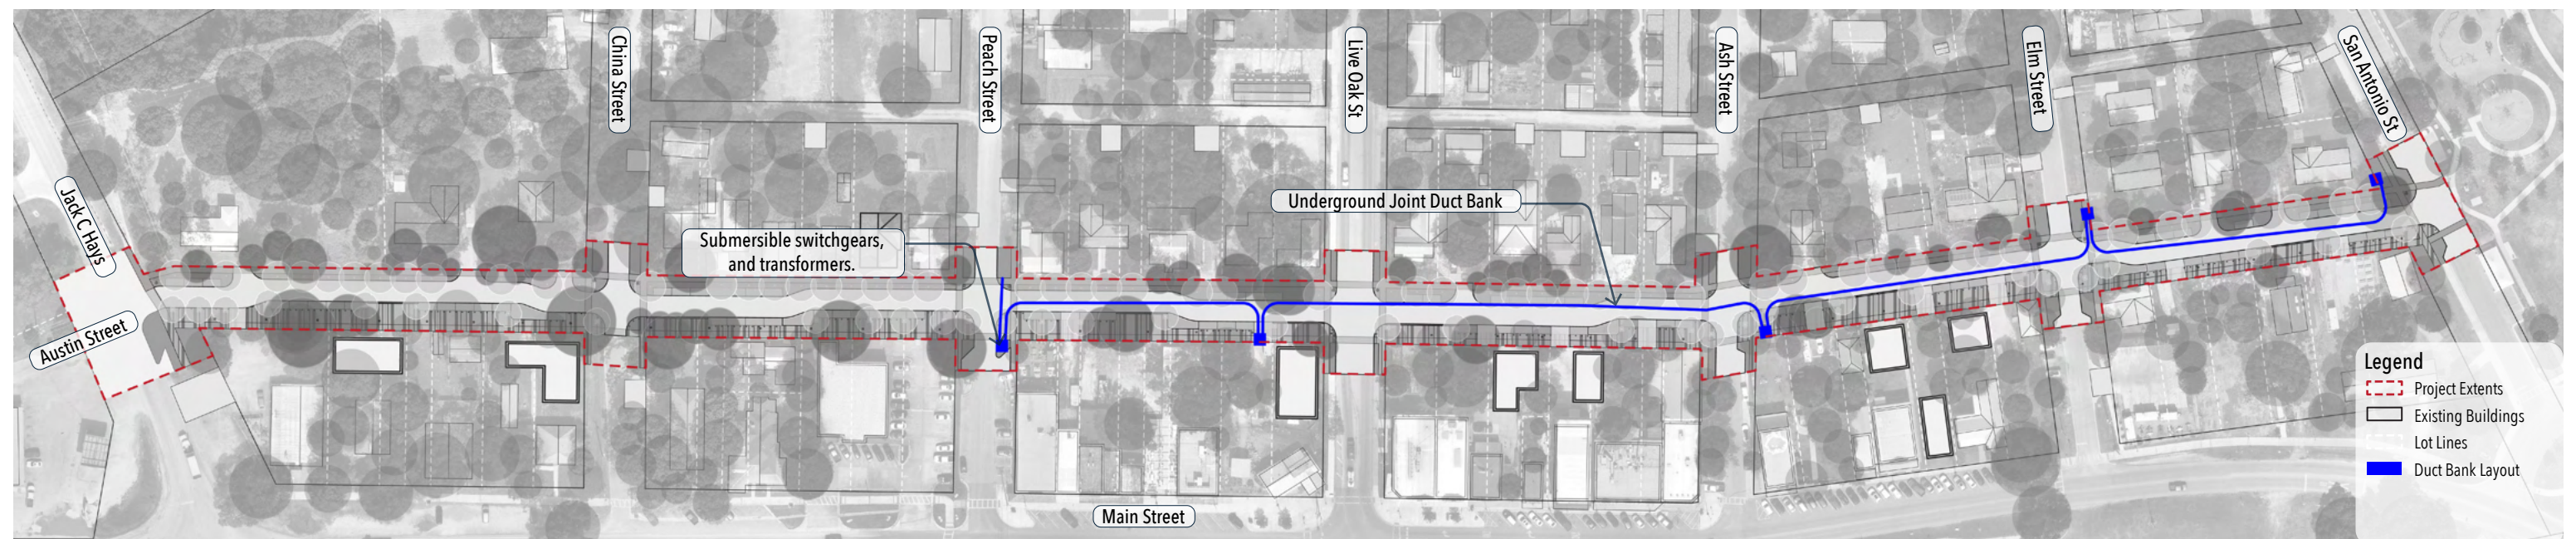 China Street
Peach Street
Live Oak St
Ash Street
Elm Street
San Antonio St
Jack C Hays
Underground Joint Duct Bank
Submersible switchgears,
and transformers.
Austin Street
Main Street
Legend
Project Extents
Existing Buildings
Lot Lines
Duct Bank Layout